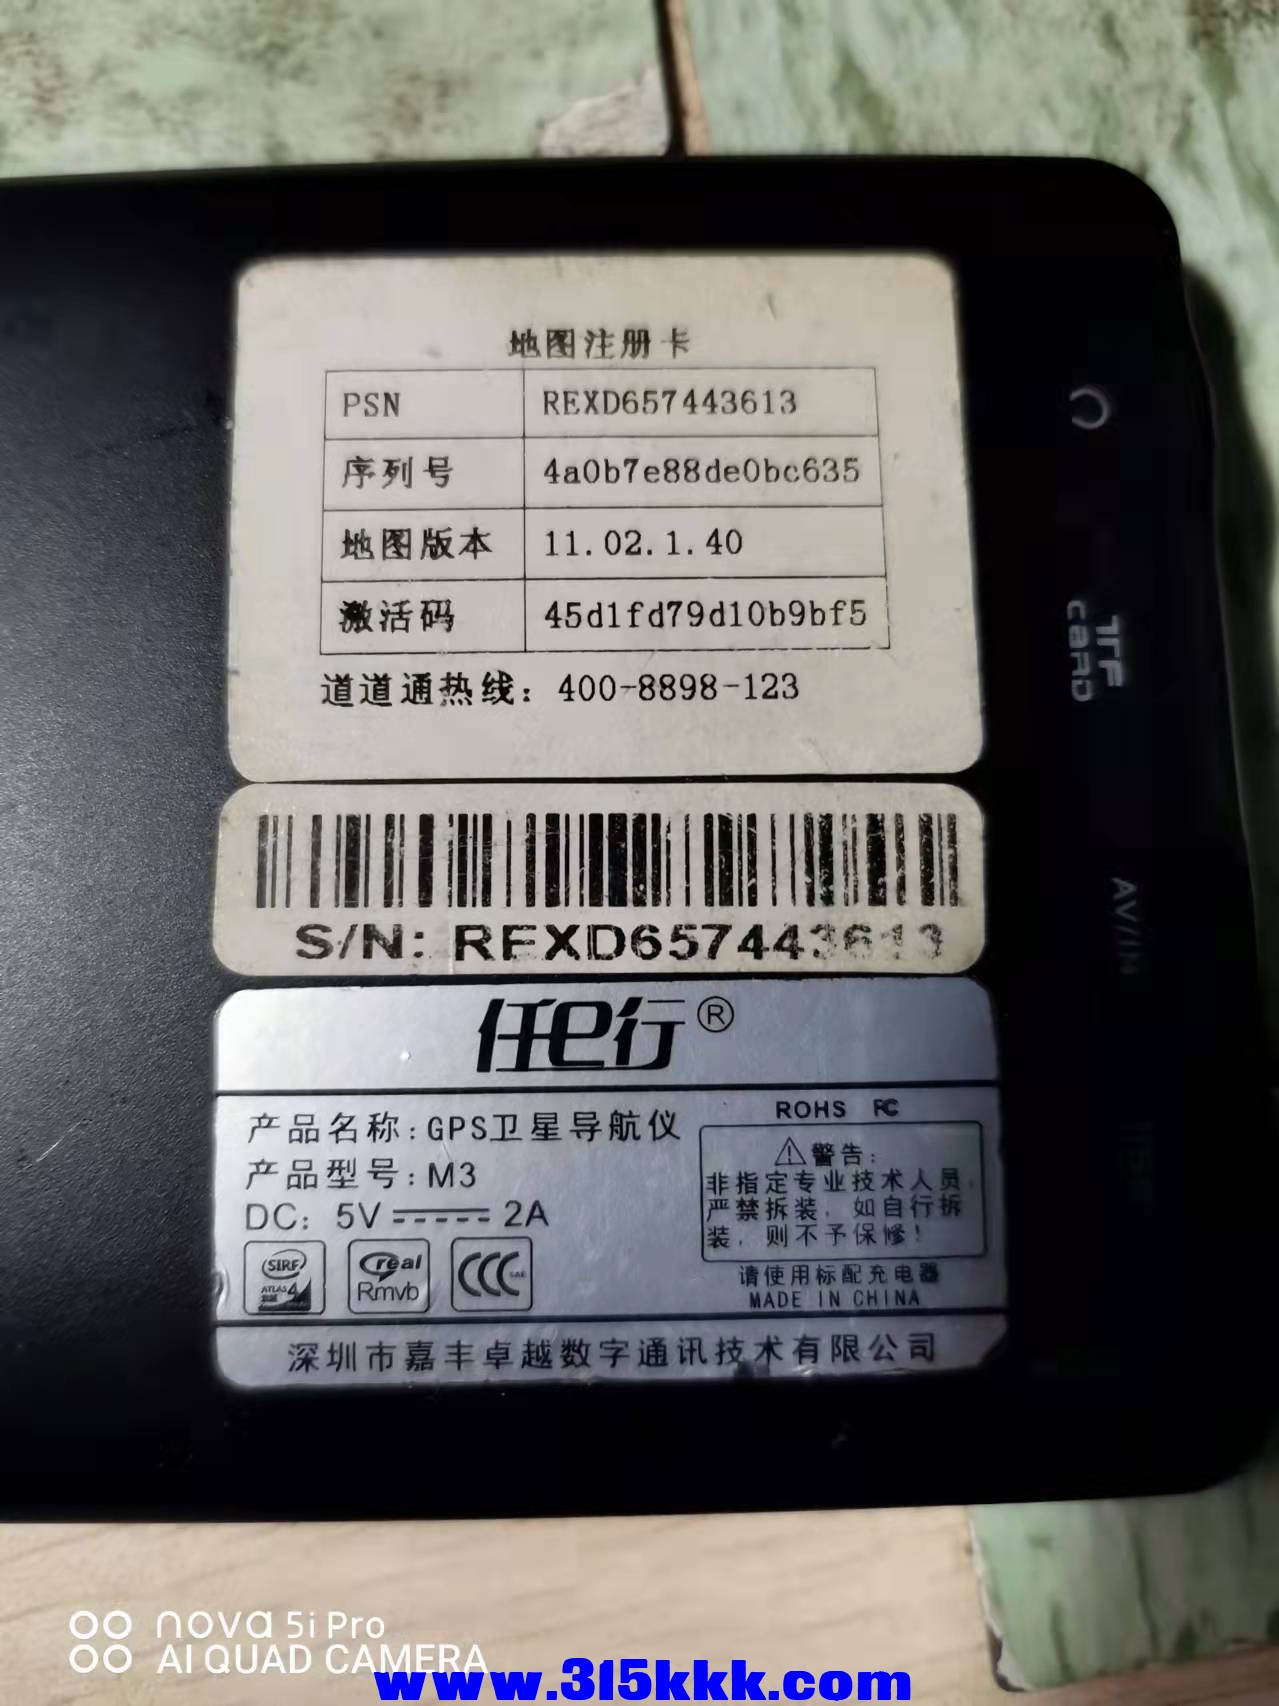 地图注册卡
PSN REXD657443613
序列号 4a0b7e88de0bc635
地图版本 11.02.1.40
激活码 45d1fd79d10b9bf5
道道通热线：400-8898-123
S/N: REXD657443613
任e行®
产品名称：GPS卫星导航仪
产品型号：M3
DC: 5V 2A
SIRF
ATLAS 4
real
Rmvb
CCC
S&E
ROHS FC
警告：
非指定专业技术人员，
严禁拆装，如自行拆
装，则不予保修！
请使用标配充电器
MADE IN CHINA
深圳市嘉丰卓越数字通讯技术有限公司
TF
CARD
AV/IN
nova 5i Pro
AI QUAD CAMERA
www.315kkk.com